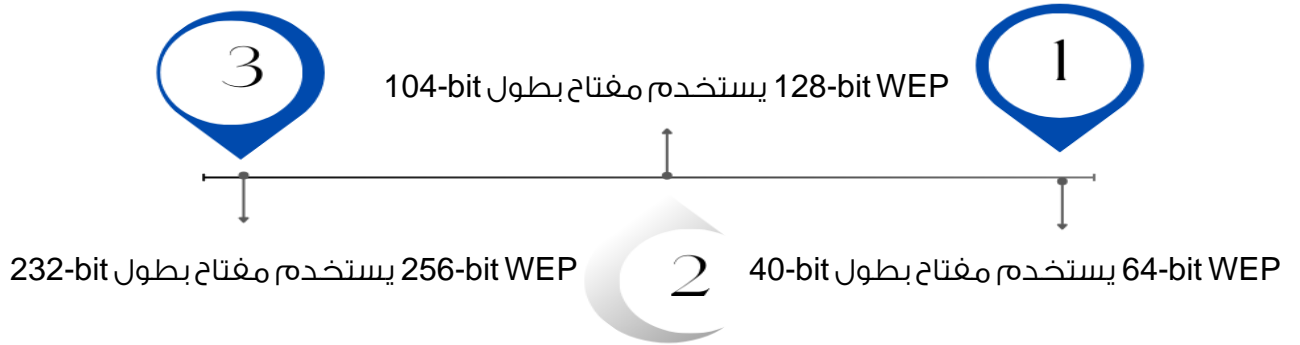 1
64-bit WEP يستخدم مفتاح بطول 40-bit
2
128-bit WEP يستخدم مفتاح بطول 104-bit
3
256-bit WEP يستخدم مفتاح بطول 232-bit